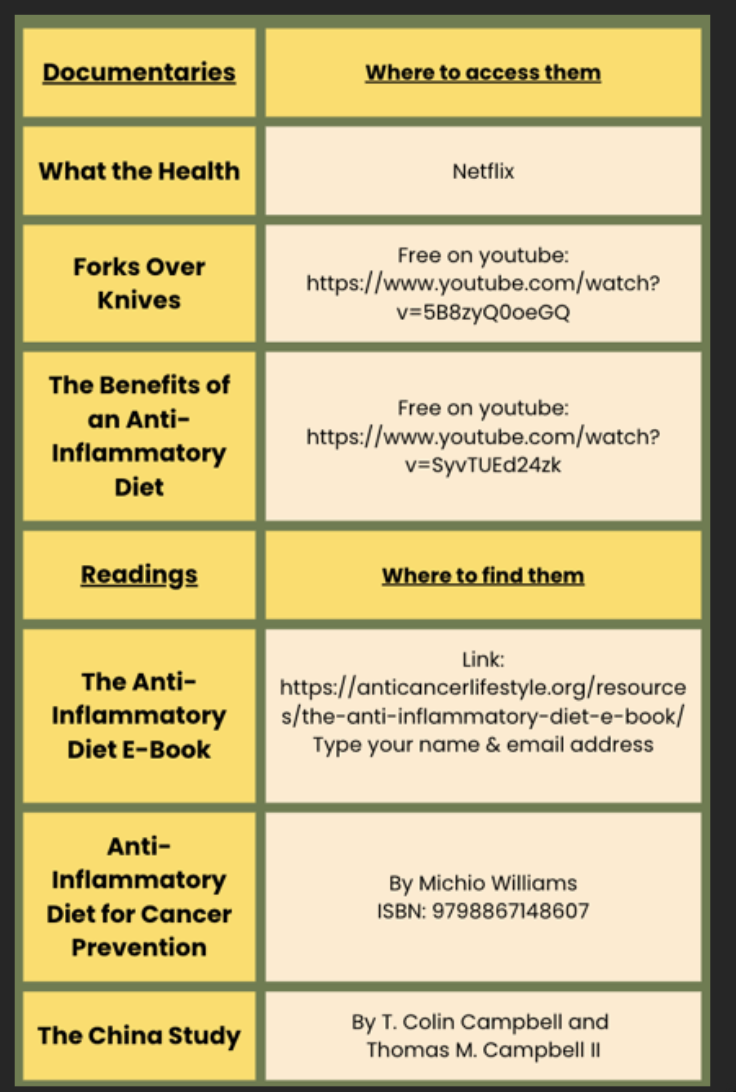 Documentaries
Where to access them
What the Health
Netflix
Forks Over
Knives
Free on youtube:
https://www.youtube.com/watch?
v=5B8zyQ0oeGQ
The Benefits of
an Anti-
Inflammatory
Diet
Free on youtube:
https://www.youtube.com/watch?
v=SyvTUEd24zk
Readings
Where to find them
The Anti-
Inflammatory
Diet E-Book
Link:
https://anticancerlifestyle.org/resource
s/the-anti-inflammatory-diet-e-book/
Type your name & email address
Anti-
Inflammatory
Diet for Cancer
Prevention
By Michio Williams
ISBN: 9798867148607
The China Study
By T. Colin Campbell and
Thomas M. Campbell II